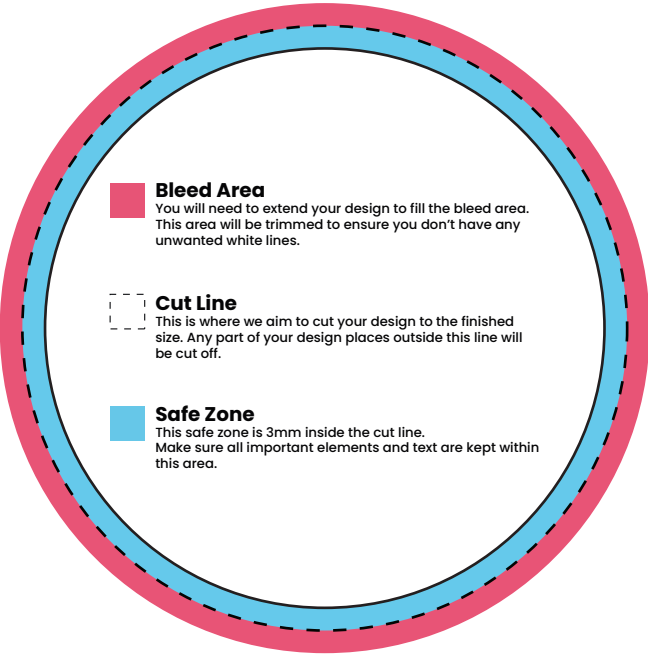 Bleed Area
You will need to extend your design to fill the bleed area.
This area will be trimmed to ensure you don't have any
unwanted white lines.
Cut Line
This is where we aim to cut your design to the finished
size. Any part of your design places outside this line will
be cut off.
Safe Zone
This safe zone is 3mm inside the cut line.
Make sure all important elements and text are kept within
this area.